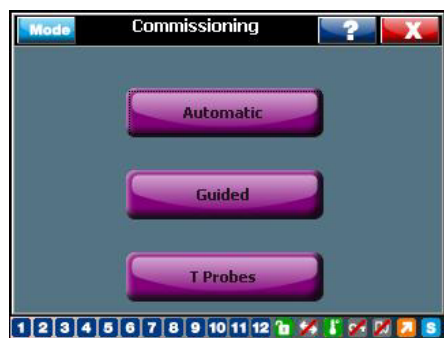 Mode Commissioning ? X
Automatic
Guided
T Probes
1 2 3 4 5 6 7 8 9 10 11 12 S